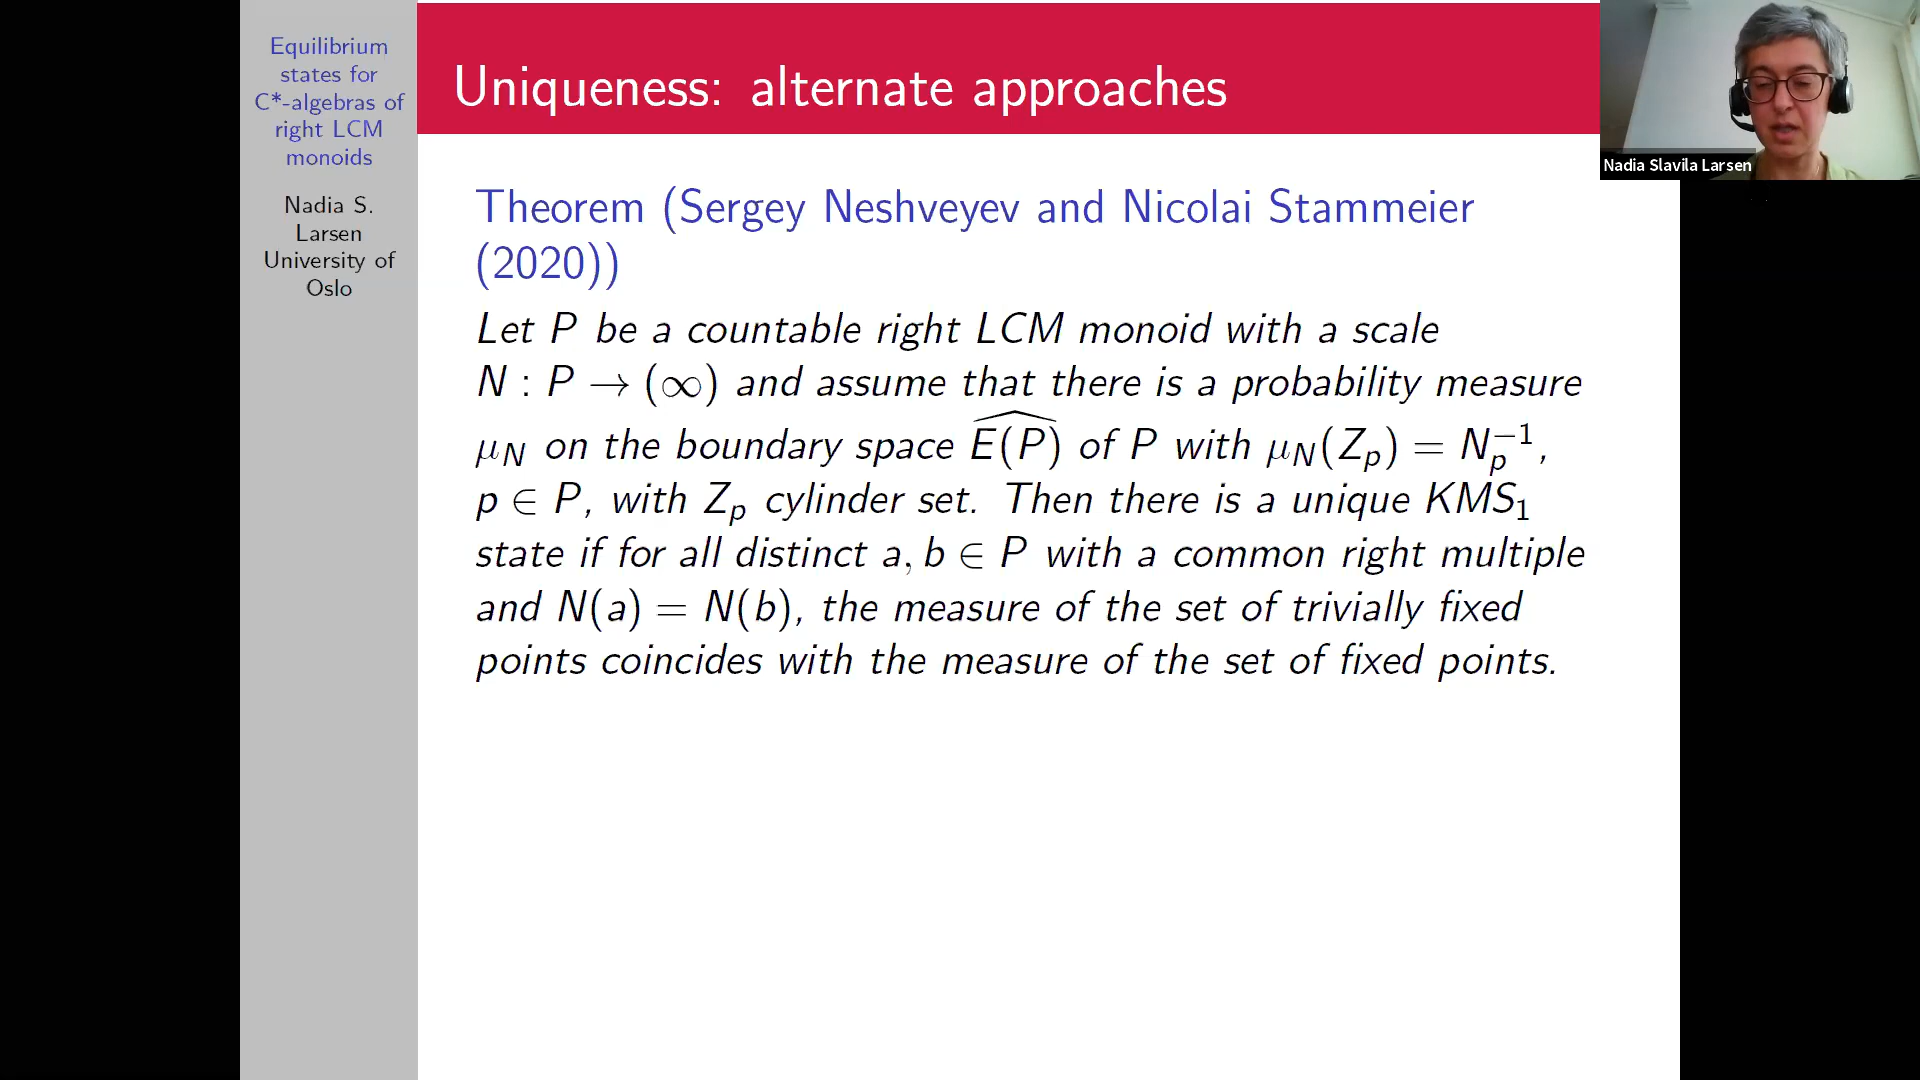 Equilibrium
states for
C*-algebras of
right LCM
monoids
Nadia S.
Larsen
University of
Oslo
Uniqueness: alternate approaches
Theorem (Sergey Neshveyev and Nicolai Stammeier
(2020))
Let P be a countable right LCM monoid with a scale
N : P → (∞) and assume that there is a probability measure
μ_N on the boundary space \widehat{E(P)} of P with μ_N(Z_p) = N_p^{-1},
p ∈ P, with Z_p cylinder set. Then there is a unique KMS₁
state if for all distinct a, b ∈ P with a common right multiple
and N(a) = N(b), the measure of the set of trivially fixed
points coincides with the measure of the set of fixed points.
Nadia Slavila Larsen